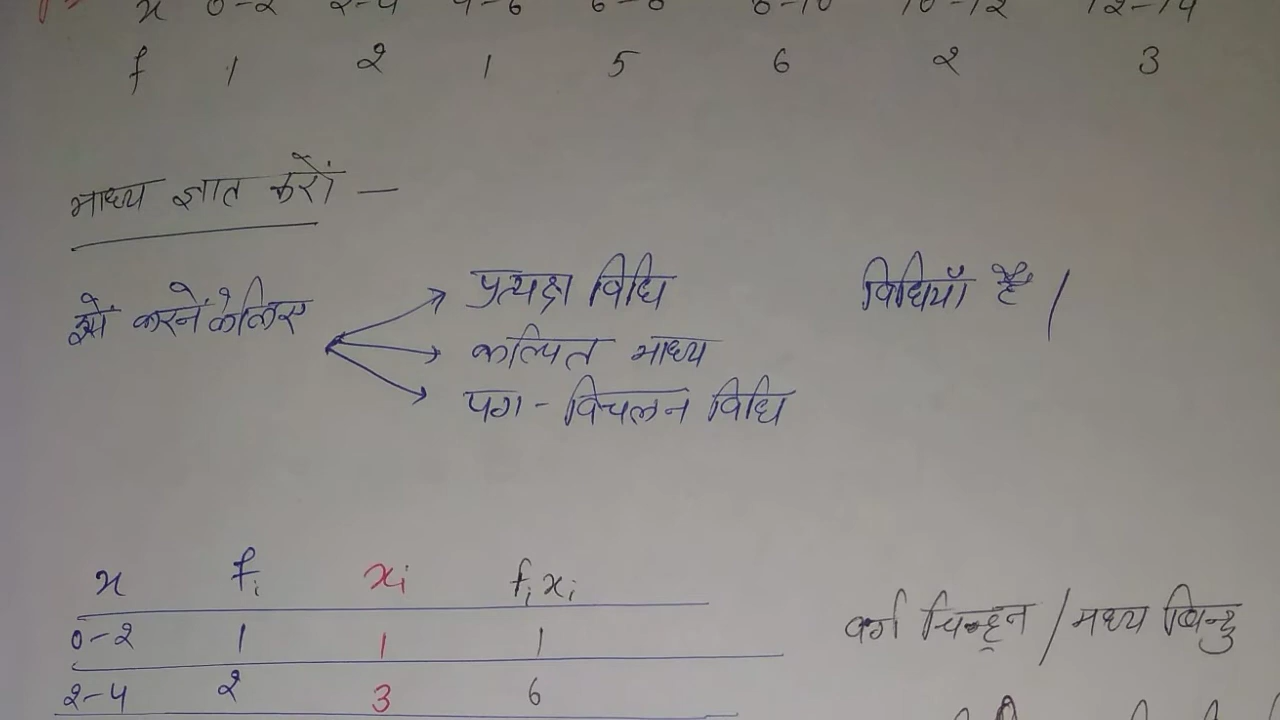 x 0-2 2-4 4-6 6-8 8-10 10-12 12-14
f 1 2 1 5 6 2 3
माध्य ज्ञात करों —
प्रत्यक्ष विधि विधियाँ है |
करने के लिए
कल्पित माध्य
पग - विचलन विधि
x fi xi fixi
0-2 1 1 1
वर्ग चिन्हन / मध्य बिन्दु
2-4 2 3 6